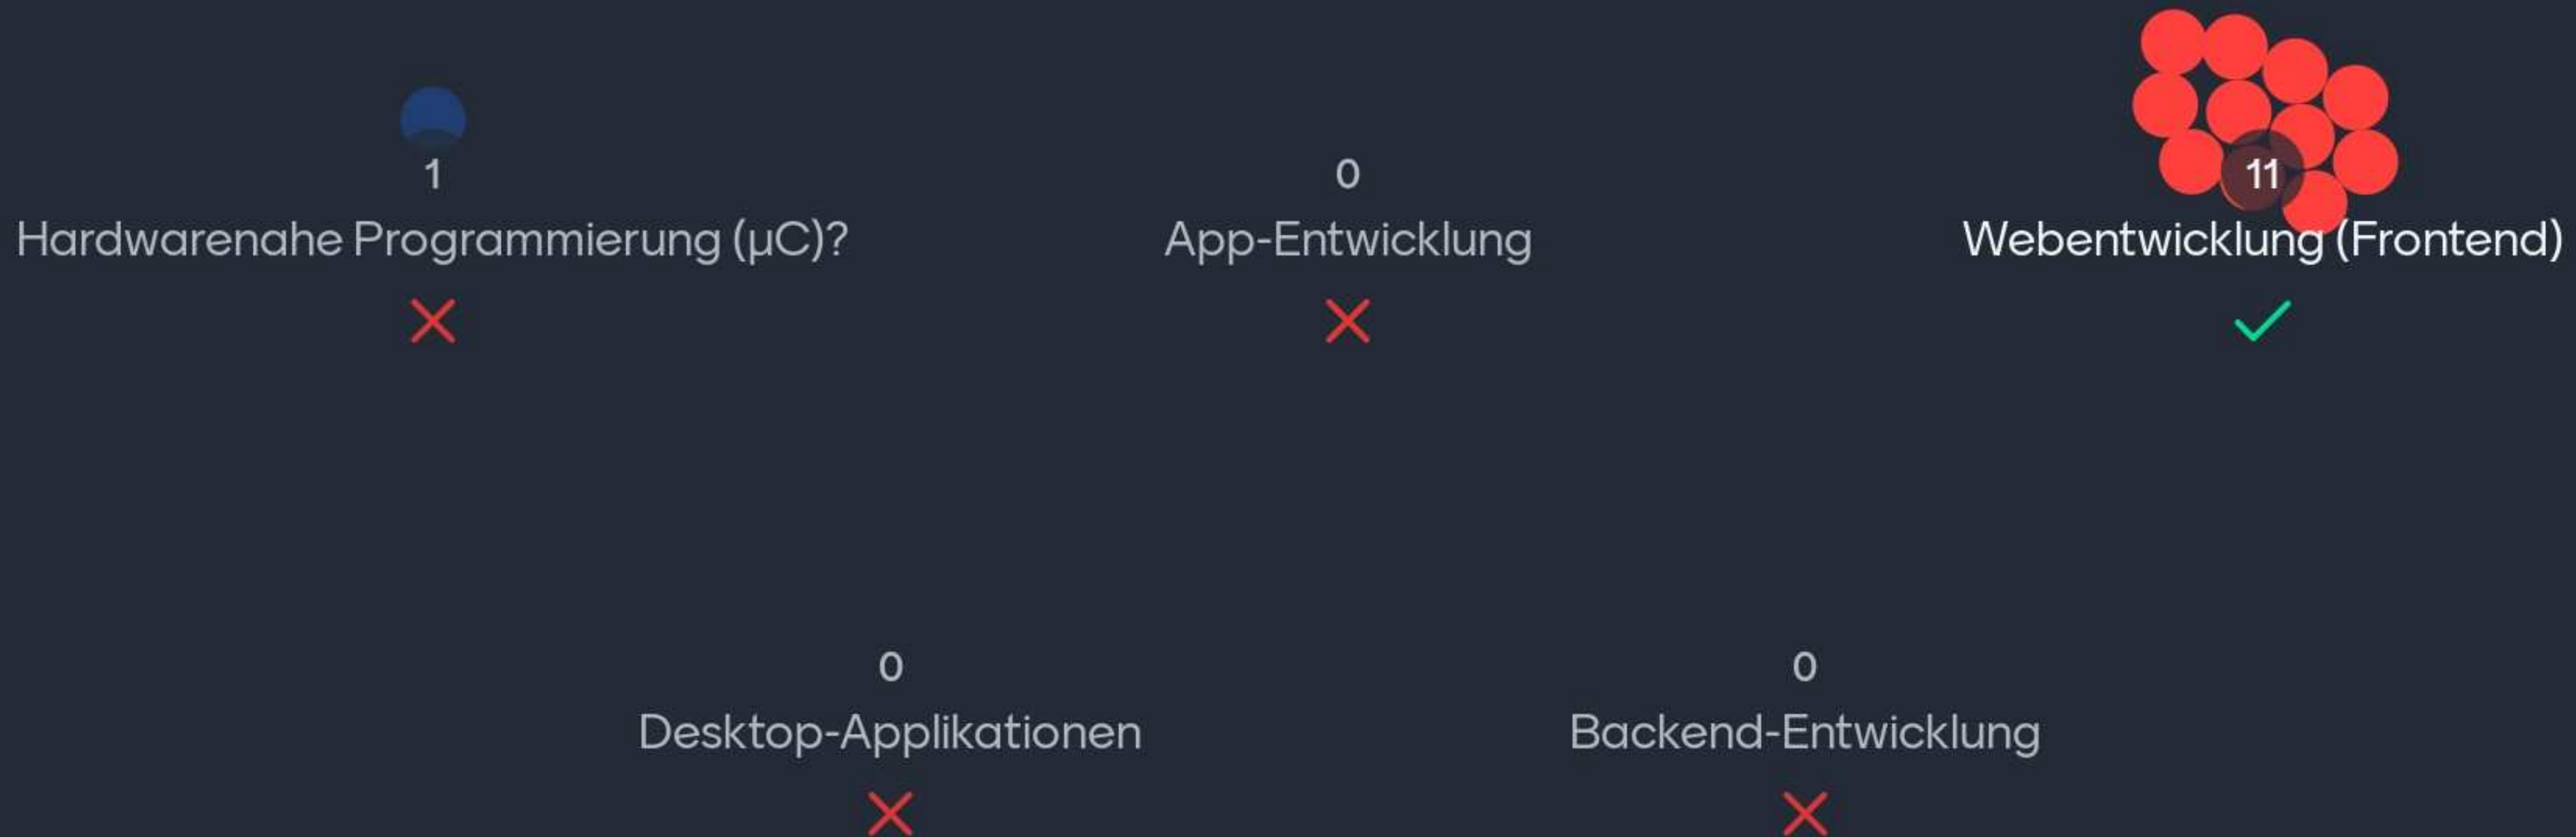 1
Hardwarenahe Programmierung (µC)?
0
App-Entwicklung
11
Webentwicklung (Frontend)
0
Desktop-Applikationen
0
Backend-Entwicklung